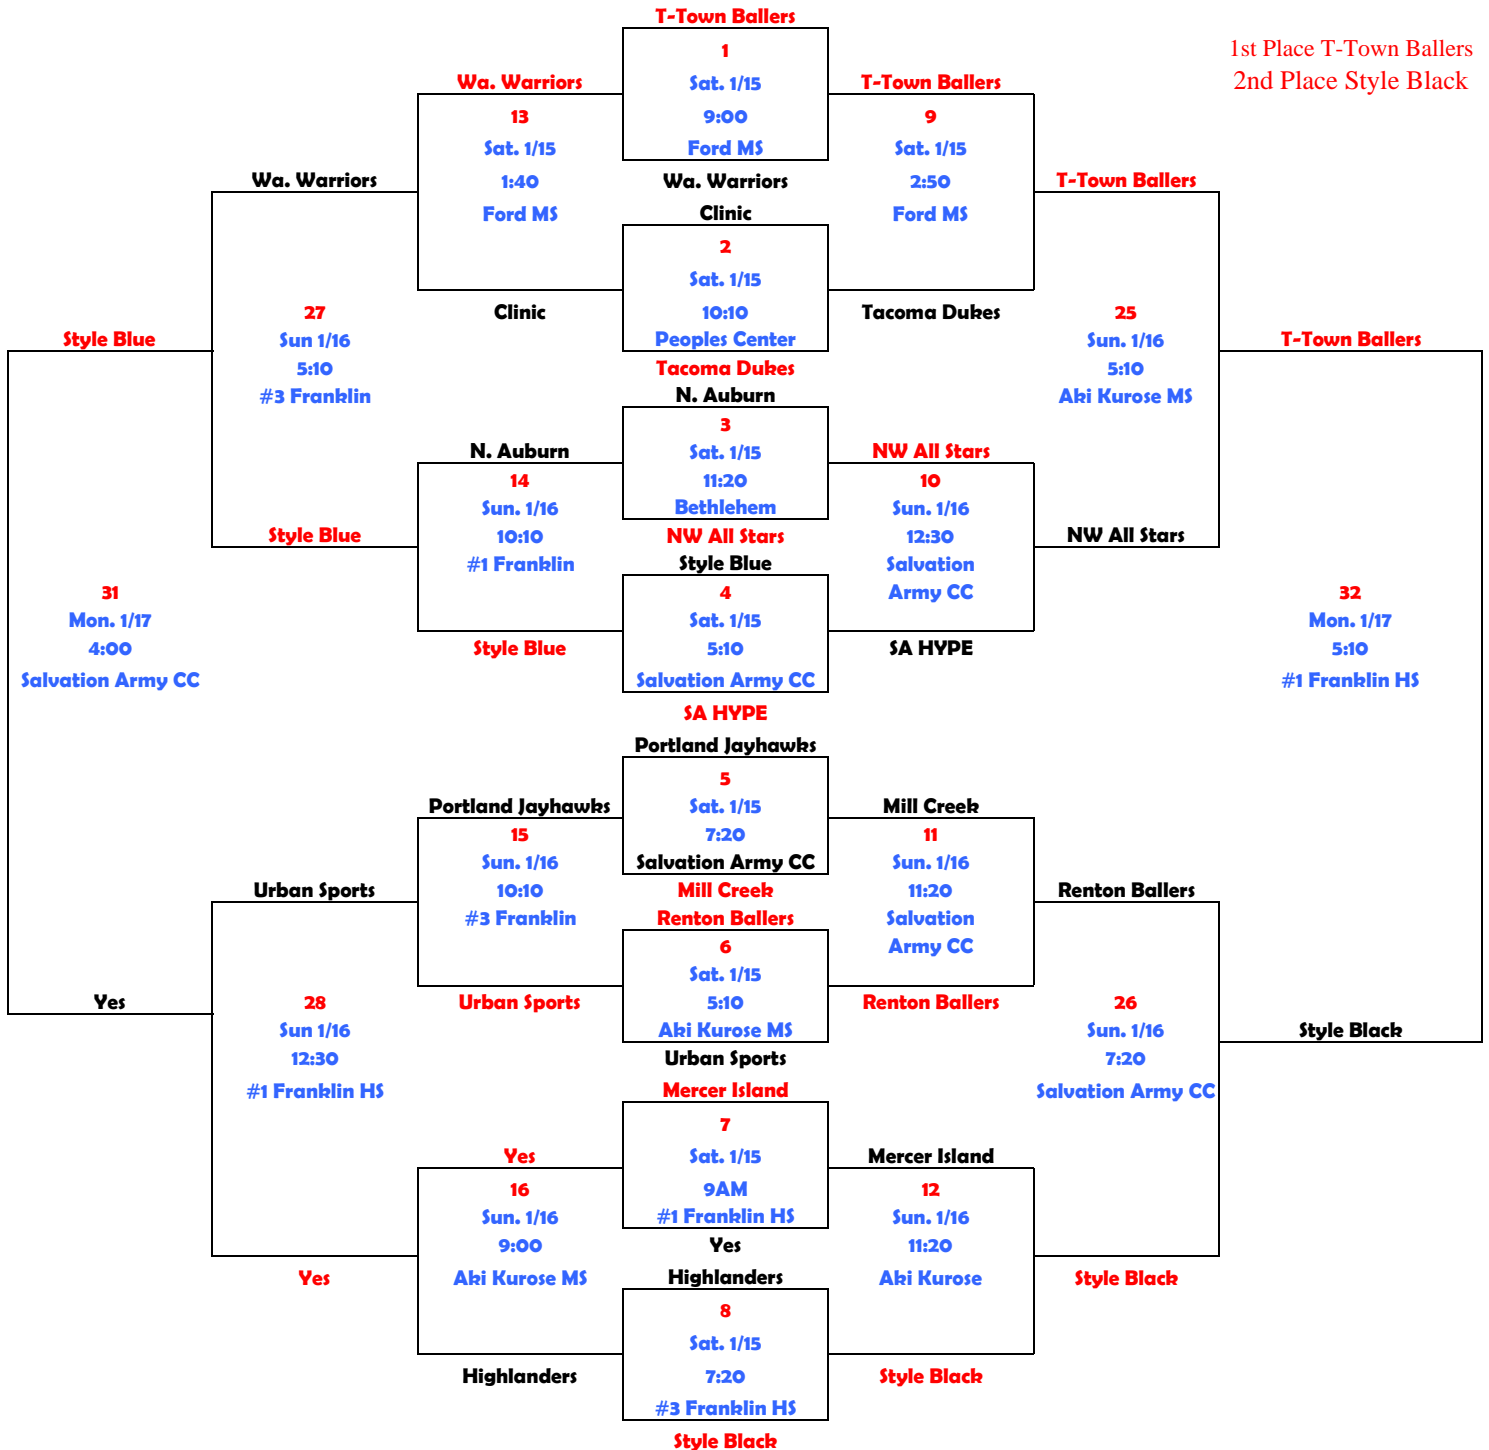 T-Town Ballers
1
Sat. 1/15
9:00
Ford MS
Wa. Warriors
1st Place T-Town Ballers
2nd Place Style Black
Wa. Warriors
13
Sat. 1/15
1:40
Ford MS
Clinic
T-Town Ballers
9
Sat. 1/15
2:50
Ford MS
Tacoma Dukes
Clinic
2
Sat. 1/15
10:10
Peoples Center
Tacoma Dukes
Wa. Warriors
27
Sun 1/16
5:10
#3 Franklin
Style Blue
T-Town Ballers
25
Sun. 1/16
5:10
Aki Kurose MS
NW All Stars
N. Auburn
3
Sat. 1/15
11:20
Bethlehem
NW All Stars
N. Auburn
14
Sun. 1/16
10:10
#1 Franklin
Style Blue
NW All Stars
10
Sun. 1/16
12:30
Salvation
Army CC
SA HYPE
Style Blue
4
Sat. 1/15
5:10
Salvation Army CC
SA HYPE
Style Blue
31
Mon. 1/17
4:00
Salvation Army CC
Yes
T-Town Ballers
32
Mon. 1/17
5:10
#1 Franklin HS
Style Black
Portland Jayhawks
5
Sat. 1/15
7:20
Salvation Army CC
Mill Creek
Portland Jayhawks
15
Sun. 1/16
10:10
#3 Franklin
Urban Sports
Mill Creek
11
Sun. 1/16
11:20
Salvation
Army CC
Renton Ballers
Renton Ballers
6
Sat. 1/15
5:10
Aki Kurose MS
Urban Sports
Urban Sports
28
Sun 1/16
12:30
#1 Franklin HS
Yes
Renton Ballers
26
Sun. 1/16
7:20
Salvation Army CC
Style Black
Mercer Island
7
Sat. 1/15
9AM
#1 Franklin HS
Yes
Yes
16
Sun. 1/16
9:00
Aki Kurose MS
Highlanders
Mercer Island
12
Sun. 1/16
11:20
Aki Kurose
Style Black
Highlanders
8
Sat. 1/15
7:20
#3 Franklin HS
Style Black